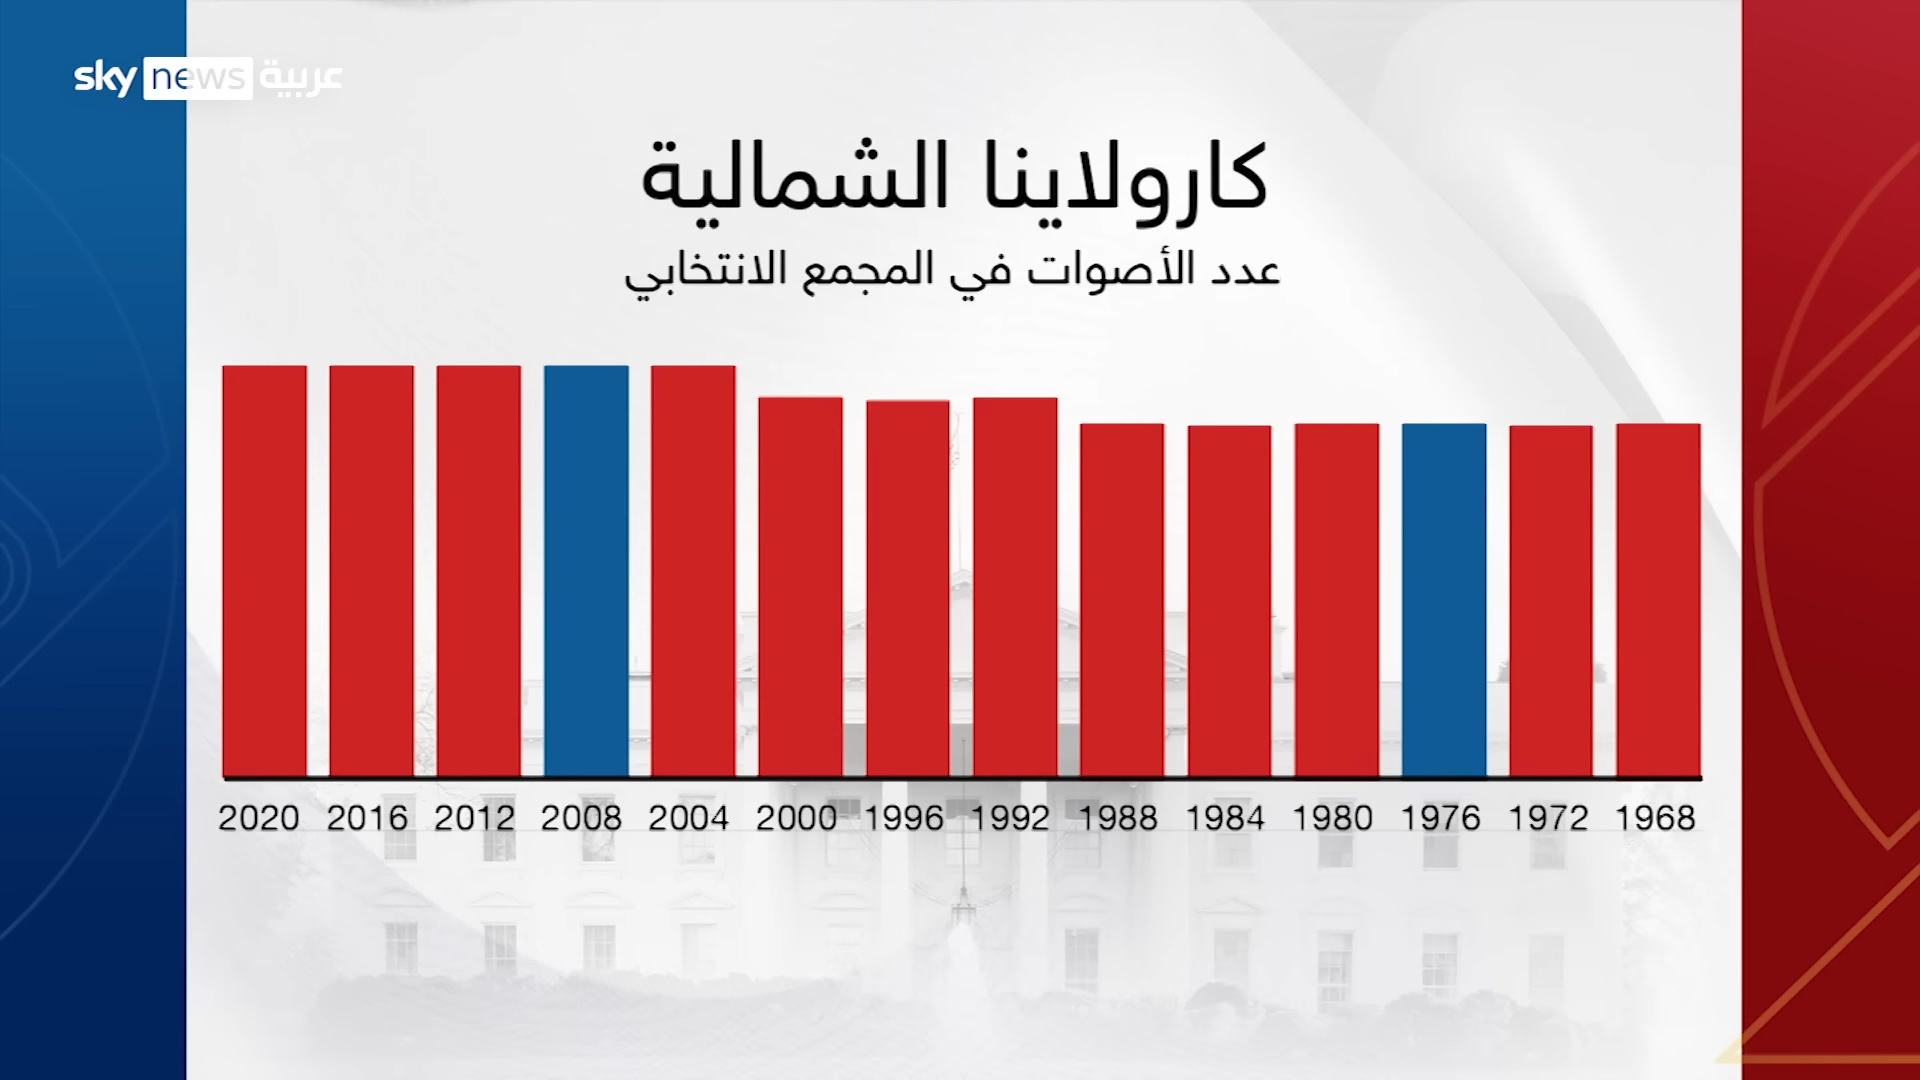 sky news عربية
كارولاينا الشمالية
عدد الأصوات في المجمع الانتخابي
2020 2016 2012 2008 2004 2000 1996 1992 1988 1984 1980 1976 1972 1968